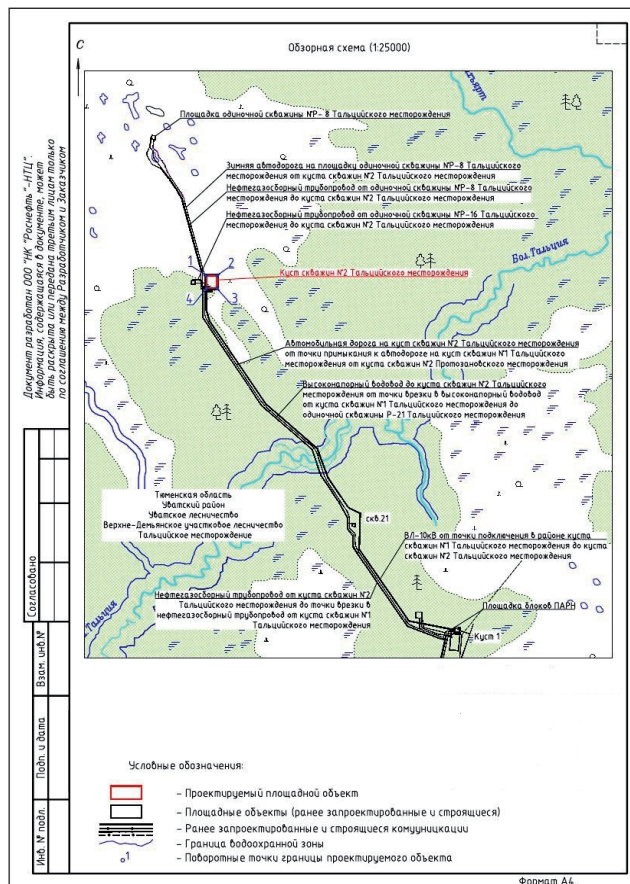 С
Обзорная схема (1:25000)
Документ разработан ООО "НК "Роснефть"-НТЦ".
Информация, содержащаяся в документе, может
быть раскрыта или передана третьим лицам только
по соглашению между Разработчиком и Заказчиком
Площадка одиночной скважины №Р- 8 Тальцийского месторождения
Зимняя автодорога на площадку одиночной скважины №Р-8 Тальцийского
месторождения от куста скважин №2 Тальцийского месторождения
Нефтегазосборный трубопровод от одиночной скважины №Р-8 Тальцийского
месторождения до куста скважин №2 Тальцийского месторождения
Нефтегазосборный трубопровод от одиночной скважины №Р-16 Тальцийского
месторождения до куста скважин №2 Тальцийского месторождения
Бол. Тальция
1 2
Куст скважин №2 Тальцийского месторождения
4 3
Автомобильная дорога на куст скважин №2 Тальцийского месторождения
от точки примыкания к автодороге на куст скважин №1 Тальцийского
месторождения от куста скважин №2 Протозановского месторождения
Высоконапорный водовод до куста скважин №2 Тальцийского
месторождения от точки врезки в высоконапорный водовод
от куста скважин №1 Тальцийского месторождения до
одиночной скважины Р-21 Тальцийского месторождения
Тюменская область
Уватский район
Уватское лесничество
Верхне-Демьянское участковое лесничество
Тальцийское месторождение
скв.21
ВЛ-10кВ от точки подключения в районе куста
скважин №1 Тальцийского месторождения до куста
скважин №2 Тальцийского месторождения
Нефтегазосборный трубопровод от куста скважин №2
Тальцийского месторождения до точки врезки в
нефтегазосборный трубопровод от куста скважин №1
Тальцийского месторождения
Площадка блоков ПАРН
Куст 1
ол.Тальция
Согласовано
Взам. инв.№
Подп. и дата
Инв. № подл.
Условные обозначения:
- Проектируемый площадной объект
- Площадные объекты (ранее запроектированные и строящиеся)
- Ранее запроектированные и строящиеся комууницкации
- Граница водоохранной зоны
1 - Поворотные точки границы проектируемого объекта
Формат А4